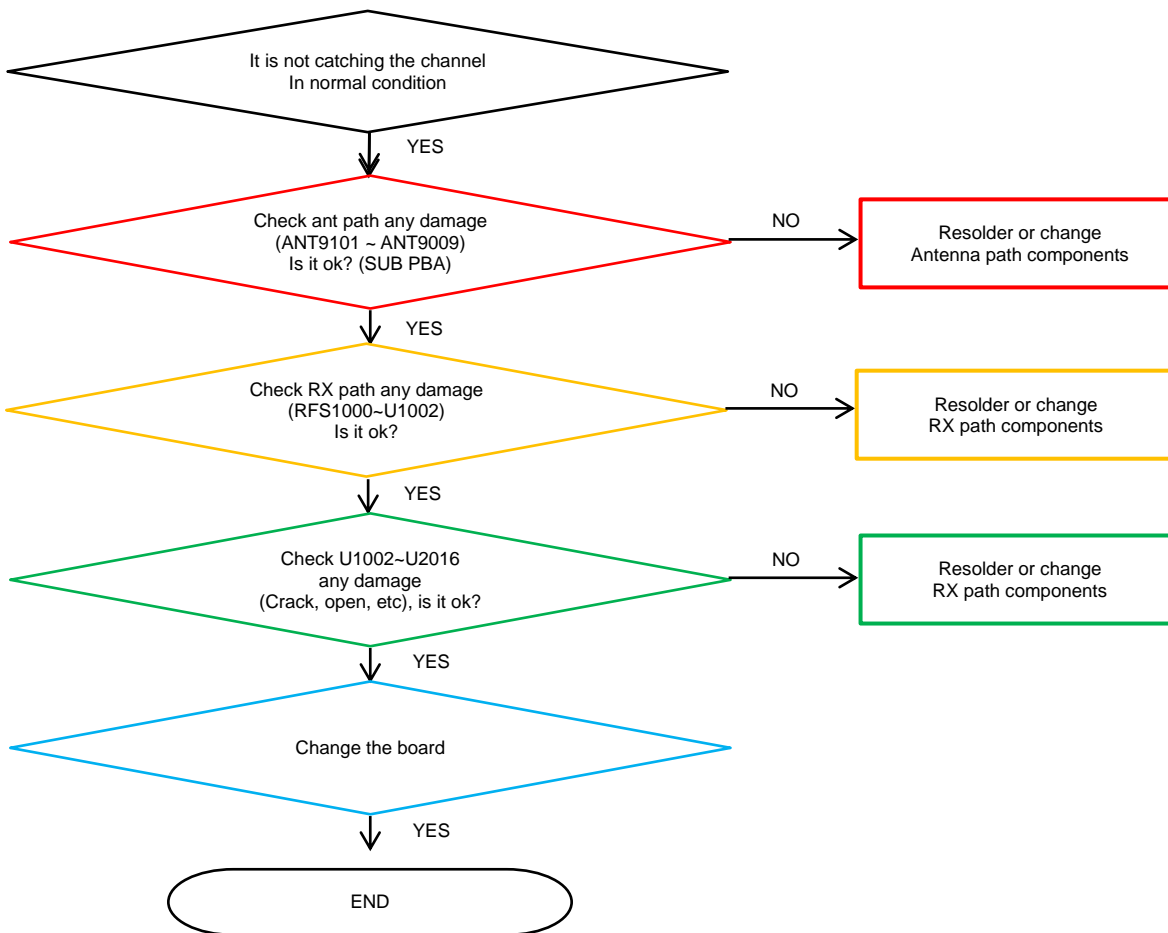 It is not catching the channel
In normal condition
YES
Check ant path any damage
(ANT9101 ~ ANT9009)
Is it ok? (SUB PBA)
NO
Resolder or change
Antenna path components
YES
Check RX path any damage
(RFS1000~U1002)
Is it ok?
NO
Resolder or change
RX path components
YES
Check U1002~U2016
any damage
(Crack, open, etc), is it ok?
NO
Resolder or change
RX path components
YES
Change the board
YES
END